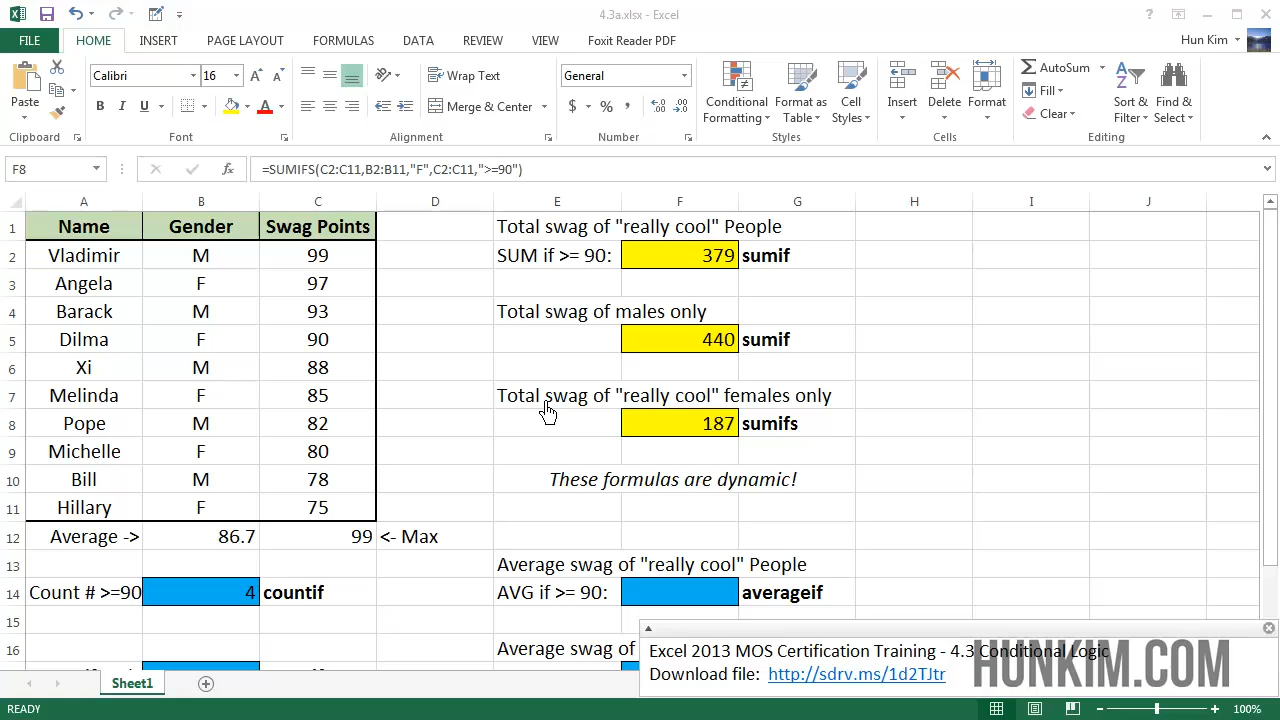 4.3a.xlsx - Excel
FILE HOME INSERT PAGE LAYOUT FORMULAS DATA REVIEW VIEW Foxit Reader PDF Hun Kim
Paste
Calibri 16
B I U A
Wrap Text
Merge & Center
General
$ % ,
Conditional Formatting
Format as Table
Cell Styles
Insert Delete Format
AutoSum
Fill
Clear
Sort & Filter
Find & Select
Clipboard Font Alignment Number Styles Cells Editing
F8 fx =SUMIFS(C2:C11,B2:B11,"F",C2:C11,">=90")
A B C D E F G H I J
1 Name Gender Swag Points Total swag of "really cool" People
2 Vladimir M 99 SUM if >= 90: 379 sumif
3 Angela F 97
4 Barack M 93 Total swag of males only
5 Dilma F 90 440 sumif
6 Xi M 88
7 Melinda F 85 Total swag of "really cool" females only
8 Pope M 82 187 sumifs
9 Michelle F 80
10 Bill M 78 These formulas are dynamic!
11 Hillary F 75
12 Average -> 86.7 99 <- Max
13 Average swag of "really cool" People
14 Count # >=90 4 countif AVG if >= 90: averageif
15
16 Average swag of
Excel 2013 MOS Certification Training - 4.3 Conditional Logic
Download file: http://sdrv.ms/1d2TJtr
HUNKIM.COM
Sheet1
READY 100%